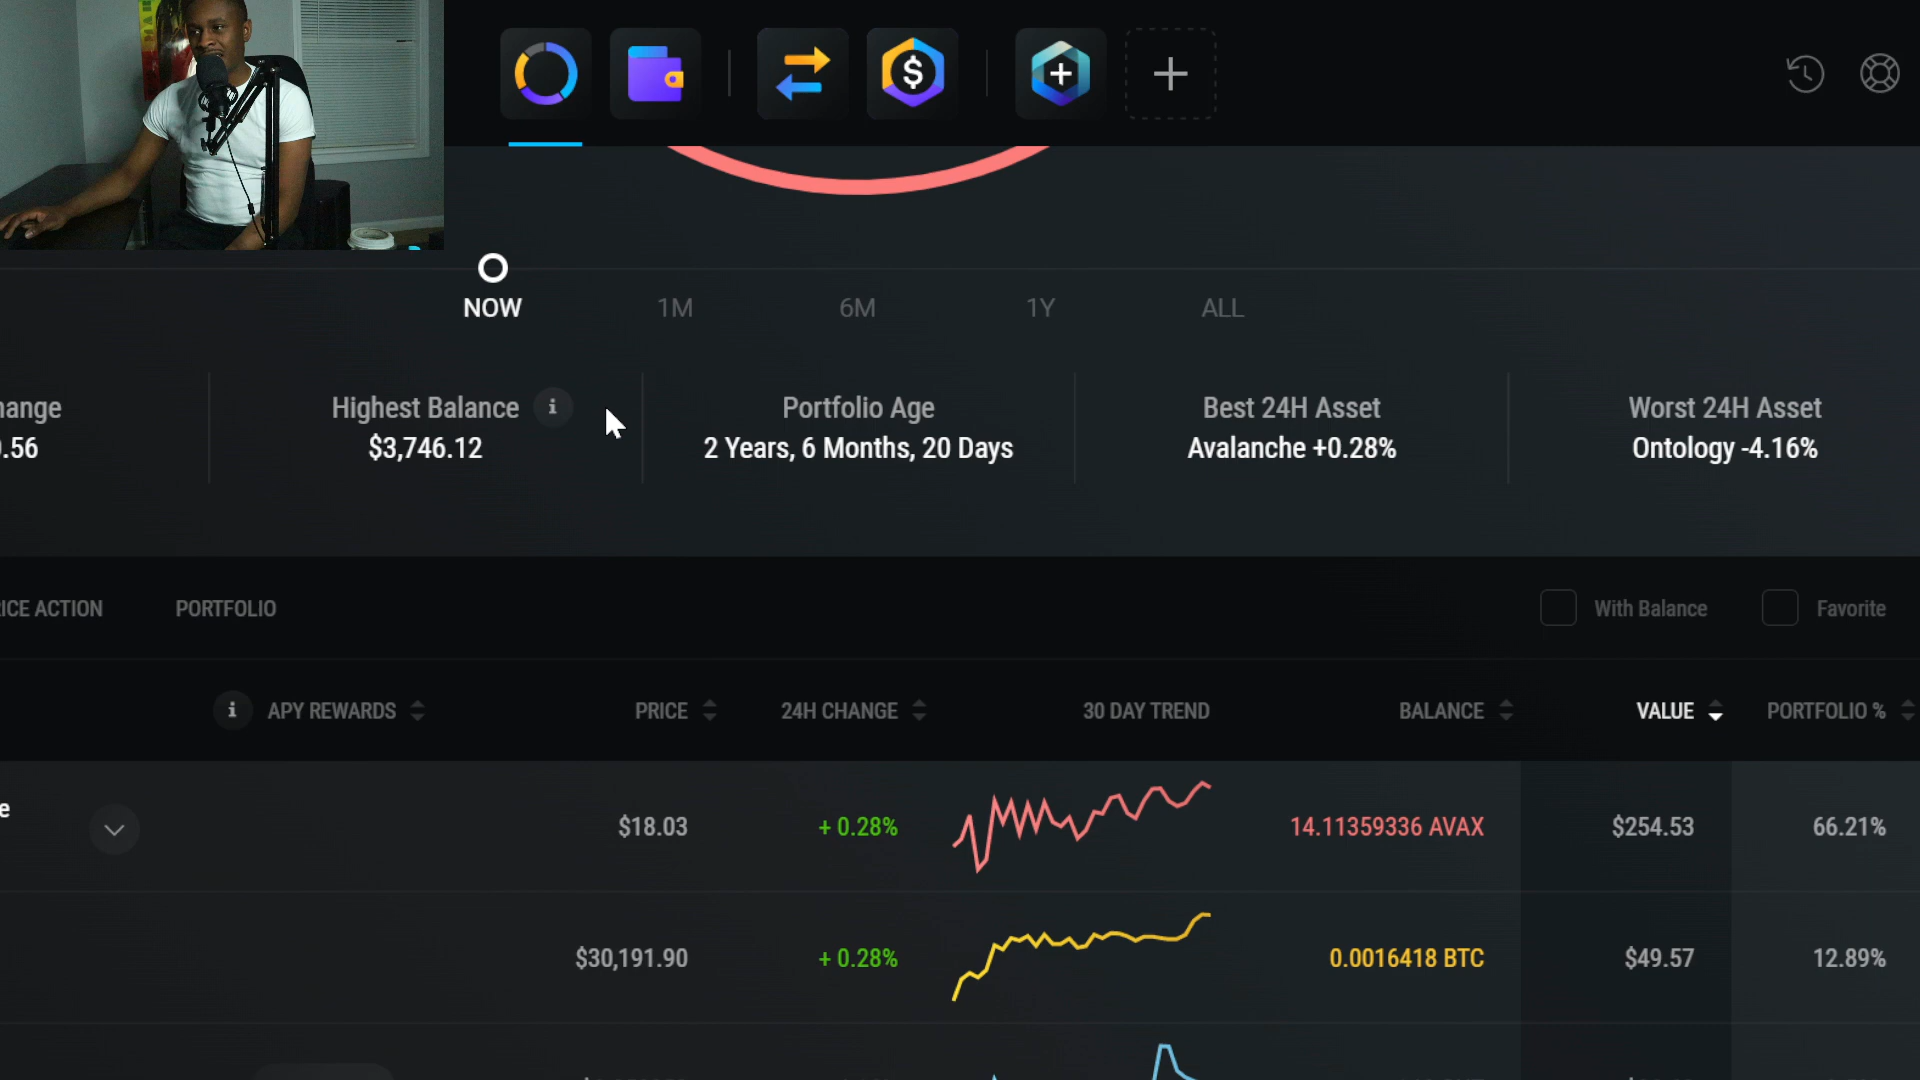 NOW 1M 6M 1Y ALL
hange Highest Balance i Portfolio Age Best 24H Asset Worst 24H Asset
.56 $3,746.12 2 Years, 6 Months, 20 Days Avalanche +0.28% Ontology -4.16%
ICE ACTION PORTFOLIO With Balance Favorite
i APY REWARDS PRICE 24H CHANGE 30 DAY TREND BALANCE VALUE PORTFOLIO %
e $18.03 + 0.28% 14.11359336 AVAX $254.53 66.21%
$30,191.90 + 0.28% 0.0016418 BTC $49.57 12.89%